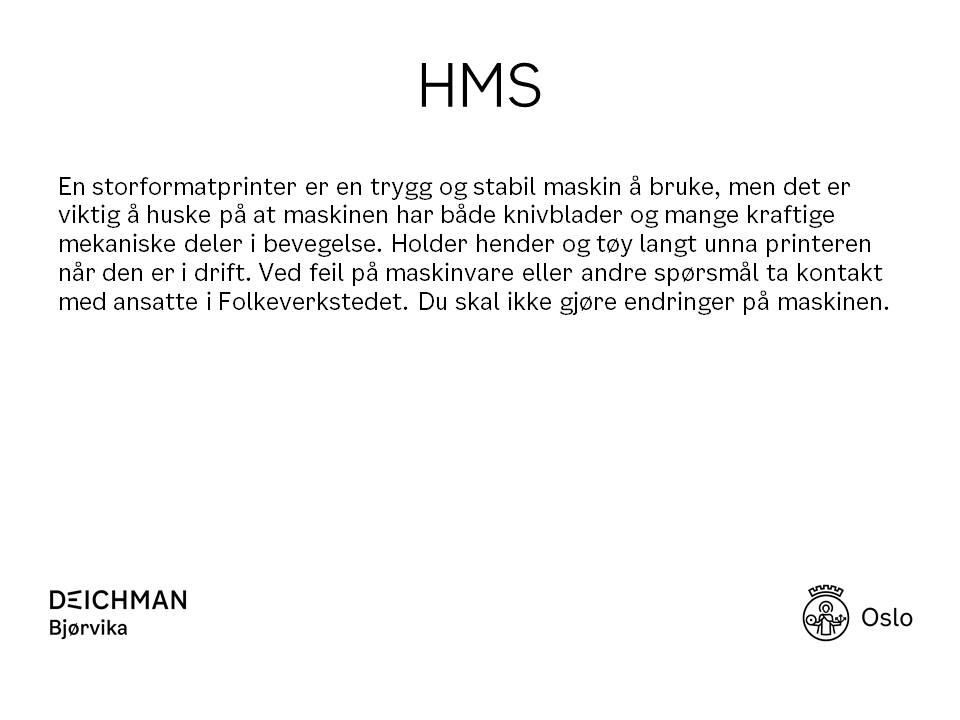 HMS
En storformatprinter er en trygg og stabil maskin å bruke, men det er
viktig å huske på at maskinen har både knivblader og mange kraftige
mekaniske deler i bevegelse. Holder hender og tøy langt unna printeren
når den er i drift. Ved feil på maskinvare eller andre spørsmål ta kontakt
med ansatte i Folkeverkstedet. Du skal ikke gjøre endringer på maskinen.
DEICHMAN
Bjørvika
Oslo